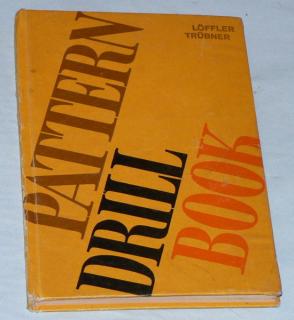 LÖFFLER
TRÜBNER
PATTERN
DRILL
BOOK